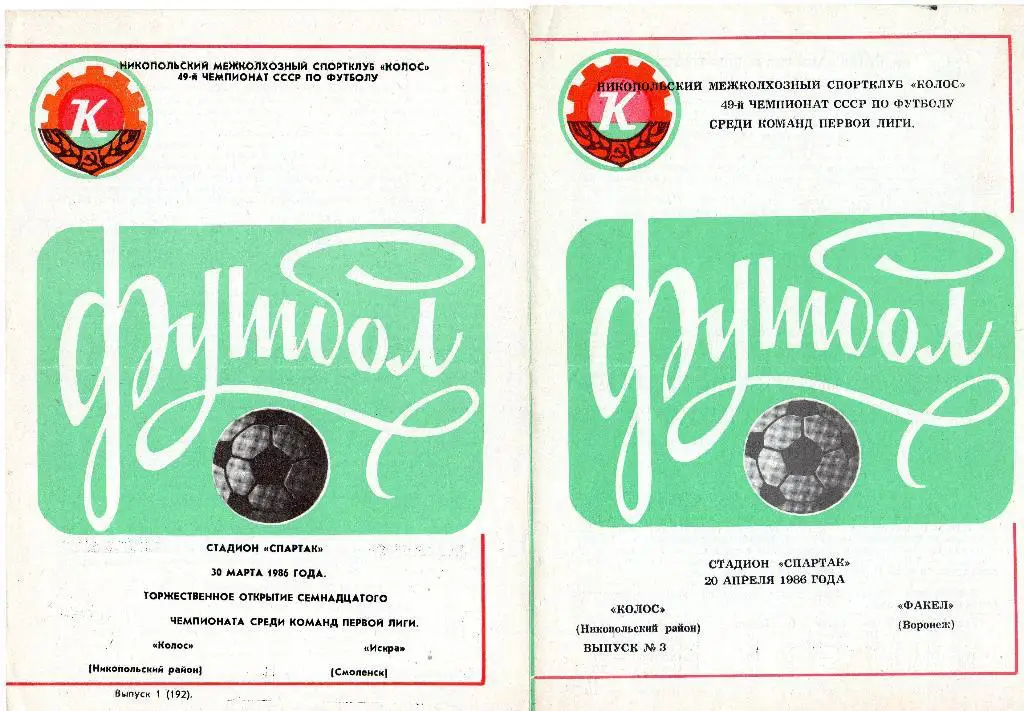 НИКОПОЛЬСКИЙ МЕЖКОЛХОЗНЫЙ СПОРТКЛУБ «КОЛОС»
49-й ЧЕМПИОНАТ СССР ПО ФУТБОЛУ
К
Футбол
СТАДИОН «СПАРТАК»
30 МАРТА 1986 ГОДА.
ТОРЖЕСТВЕННОЕ ОТКРЫТИЕ СЕМНАДЦАТОГО
ЧЕМПИОНАТА СРЕДИ КОМАНД ПЕРВОЙ ЛИГИ.
«Колос» «Искра»
(Никопольский район) (Смоленск)
Выпуск 1 (192).
НИКОПОЛЬСКИЙ МЕЖКОЛХОЗНЫЙ СПОРТКЛУБ «КОЛОС»
49-й ЧЕМПИОНАТ СССР ПО ФУТБОЛУ
СРЕДИ КОМАНД ПЕРВОЙ ЛИГИ.
К
Футбол
СТАДИОН «СПАРТАК»
20 АПРЕЛЯ 1986 ГОДА
«КОЛОС» «ФАКЕЛ»
(Никопольский район) (Воронеж)
ВЫПУСК № 3